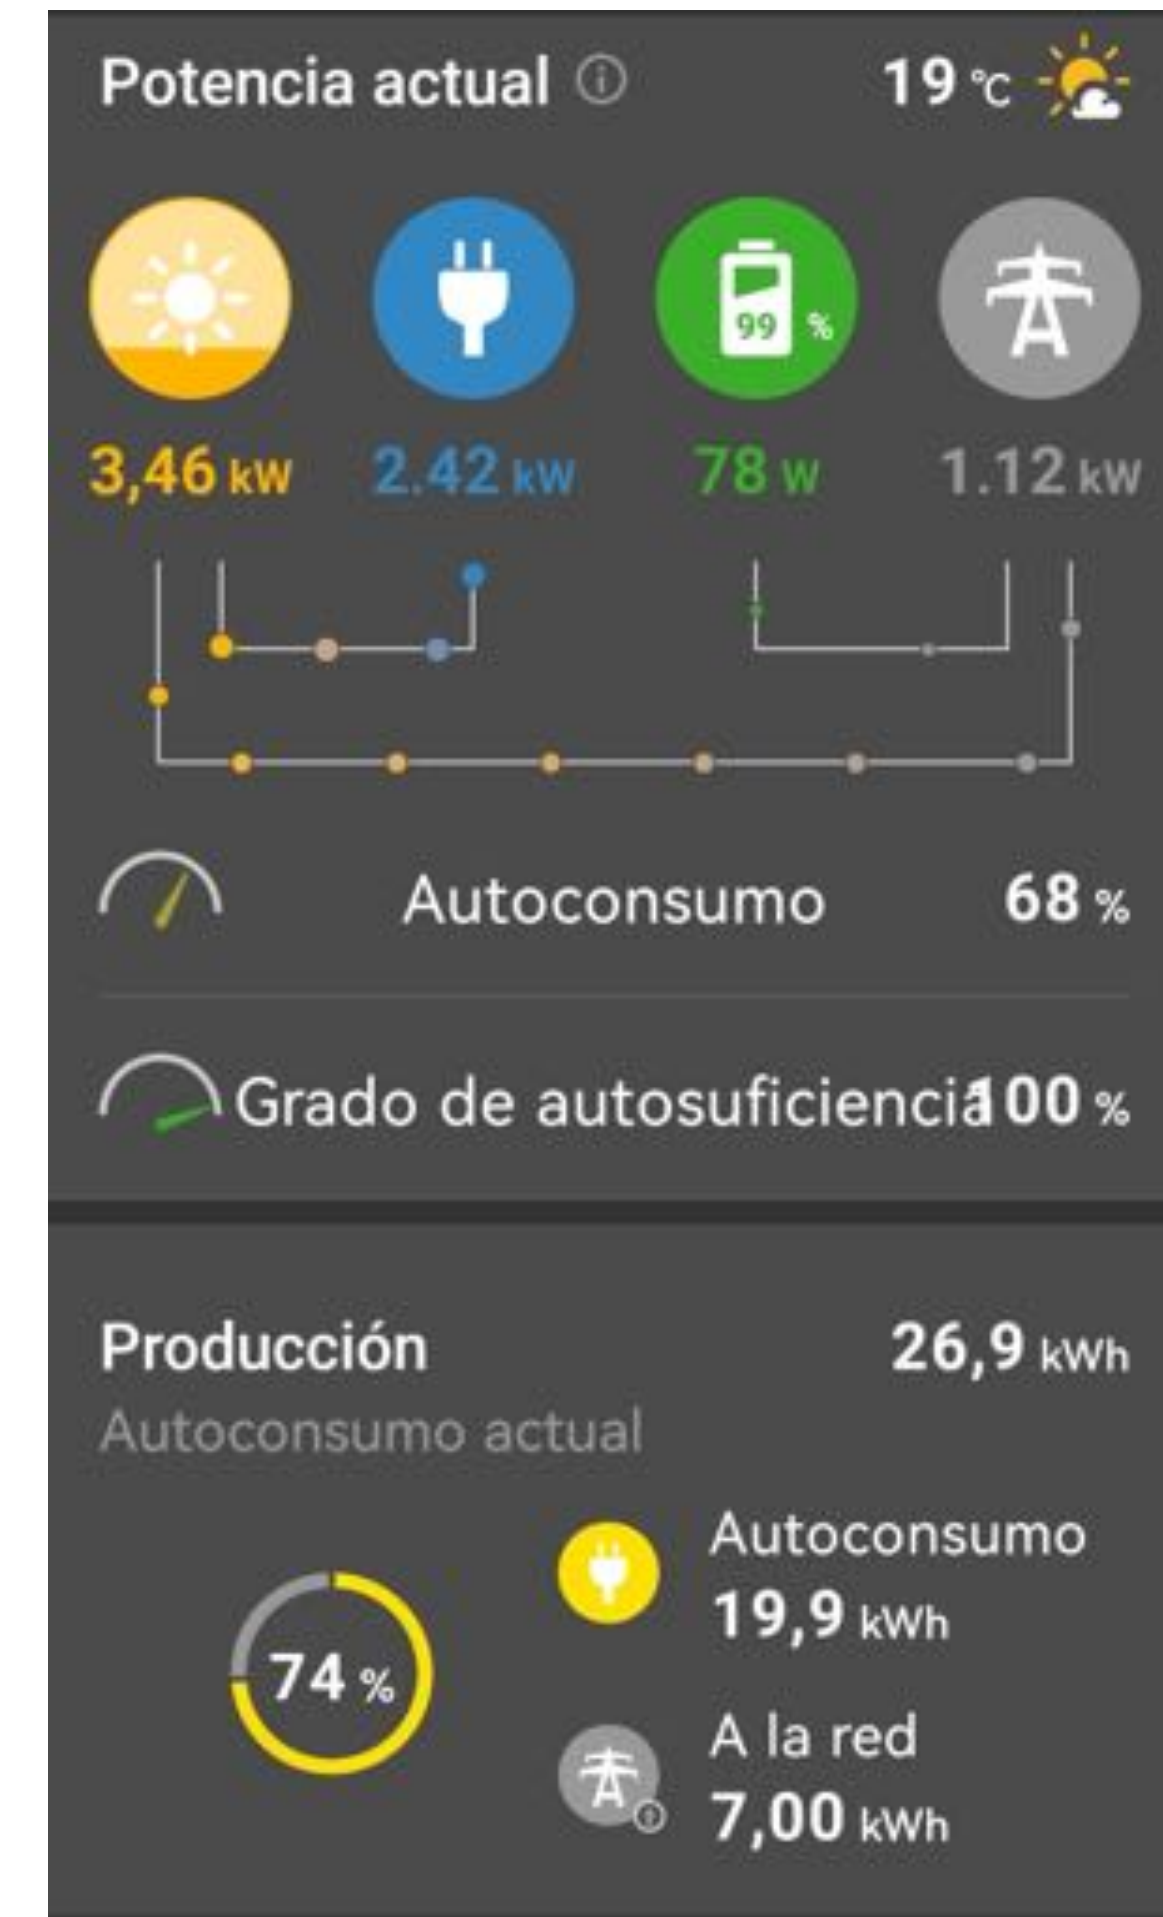 Potencia actual 19 °C
99 %
3,46 kW 2.42 kW 78 W 1.12 kW
Autoconsumo 68 %
Grado de autosuficiencia 100 %
Producción 26,9 kWh
Autoconsumo actual
Autoconsumo
19,9 kWh
74 %
A la red
7,00 kWh